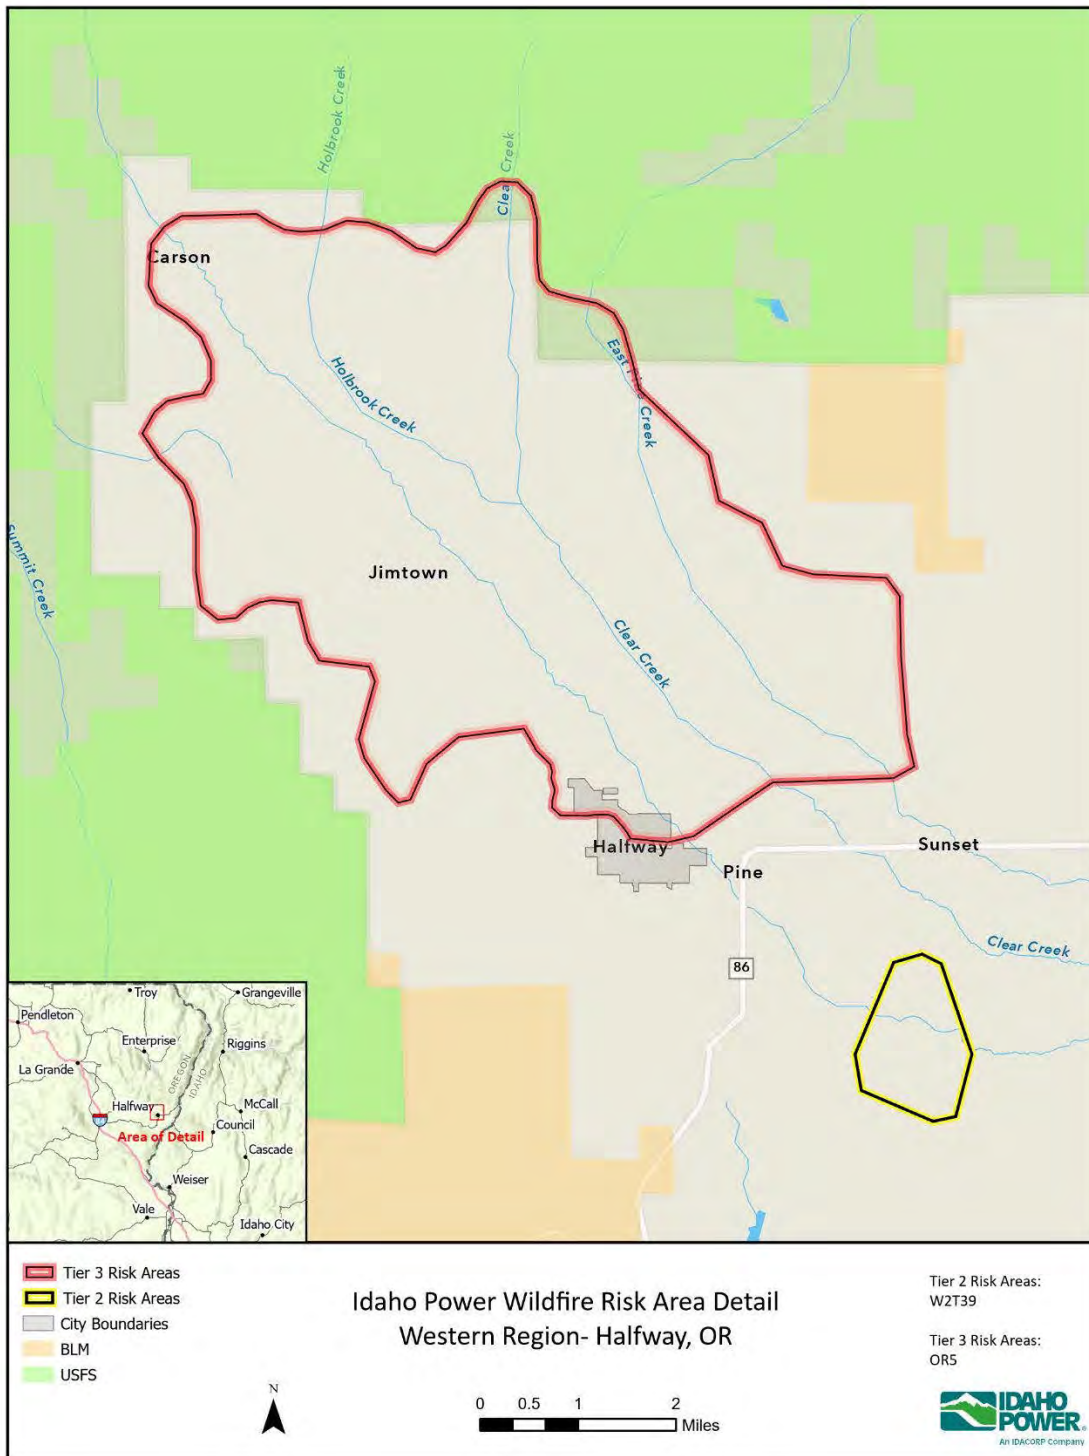 Holbrook Creek
Clear Creek
Carson
East Pine Creek
Holbrook Creek
Summit Creek
Jimtown
Clear Creek
Halfway
Sunset
Pine
Clear Creek
86
Troy
Grangeville
Pendleton
Enterprise
OREGON
IDAHO
Riggins
La Grande
Halfway
McCall
Council
Area of Detail
Cascade
Weiser
Vale
Idaho City
Tier 3 Risk Areas
Tier 2 Risk Areas
City Boundaries
BLM
USFS
Idaho Power Wildfire Risk Area Detail
Western Region- Halfway, OR
N
0 0.5 1 2
Miles
Tier 2 Risk Areas:
W2T39
Tier 3 Risk Areas:
OR5
IDAHO
POWER®
An IDACORP Company